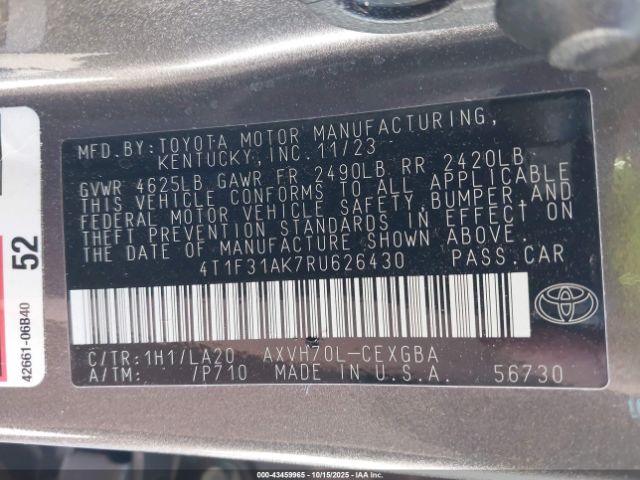 MFD.BY:TOYOTA MOTOR MANUFACTURING,
KENTUCKY,INC.11/23
GVWR 4625LB GAWR FR 2490LB RR 2420LB
THIS VEHICLE CONFORMS TO ALL APPLICABLE
FEDERAL MOTOR VEHICLE SAFETY,BUMPER,AND
THEFT PREVENTION STANDARDS IN EFFECT ON
THE DATE OF MANUFACTURE SHOWN ABOVE.
4T1F31AK7RU626430 PASS.CAR
C/TR:1H1/LA20 AXVH70L-CEXGBA
A/TM: /P710 MADE IN U.S.A. 56730
52
42661-06B40
000-43459965 - 10/15/2025 - IAAI.COM